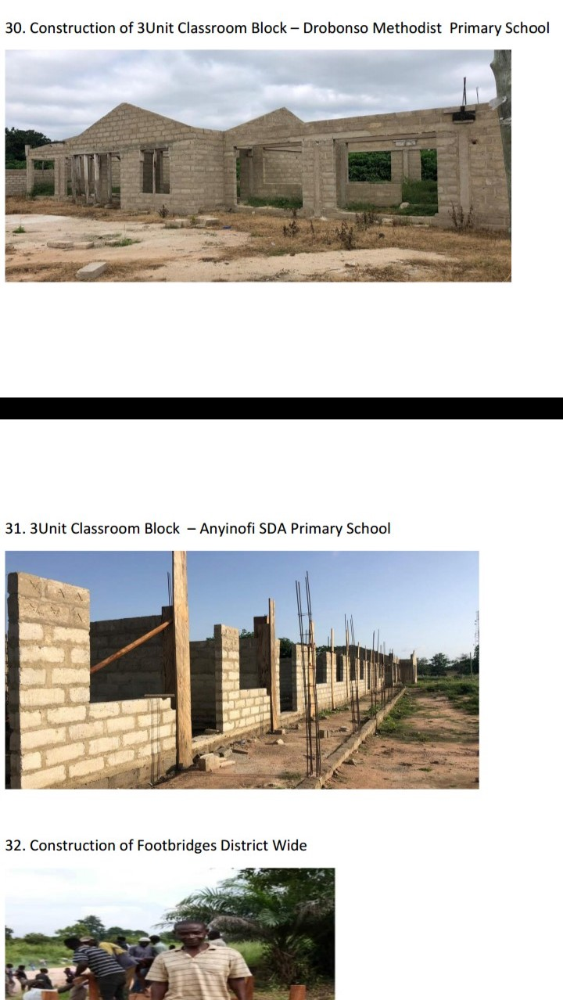 30. Construction of 3Unit Classroom Block – Drobonso Methodist Primary School
31. 3Unit Classroom Block – Anyinofi SDA Primary School
32. Construction of Footbridges District Wide